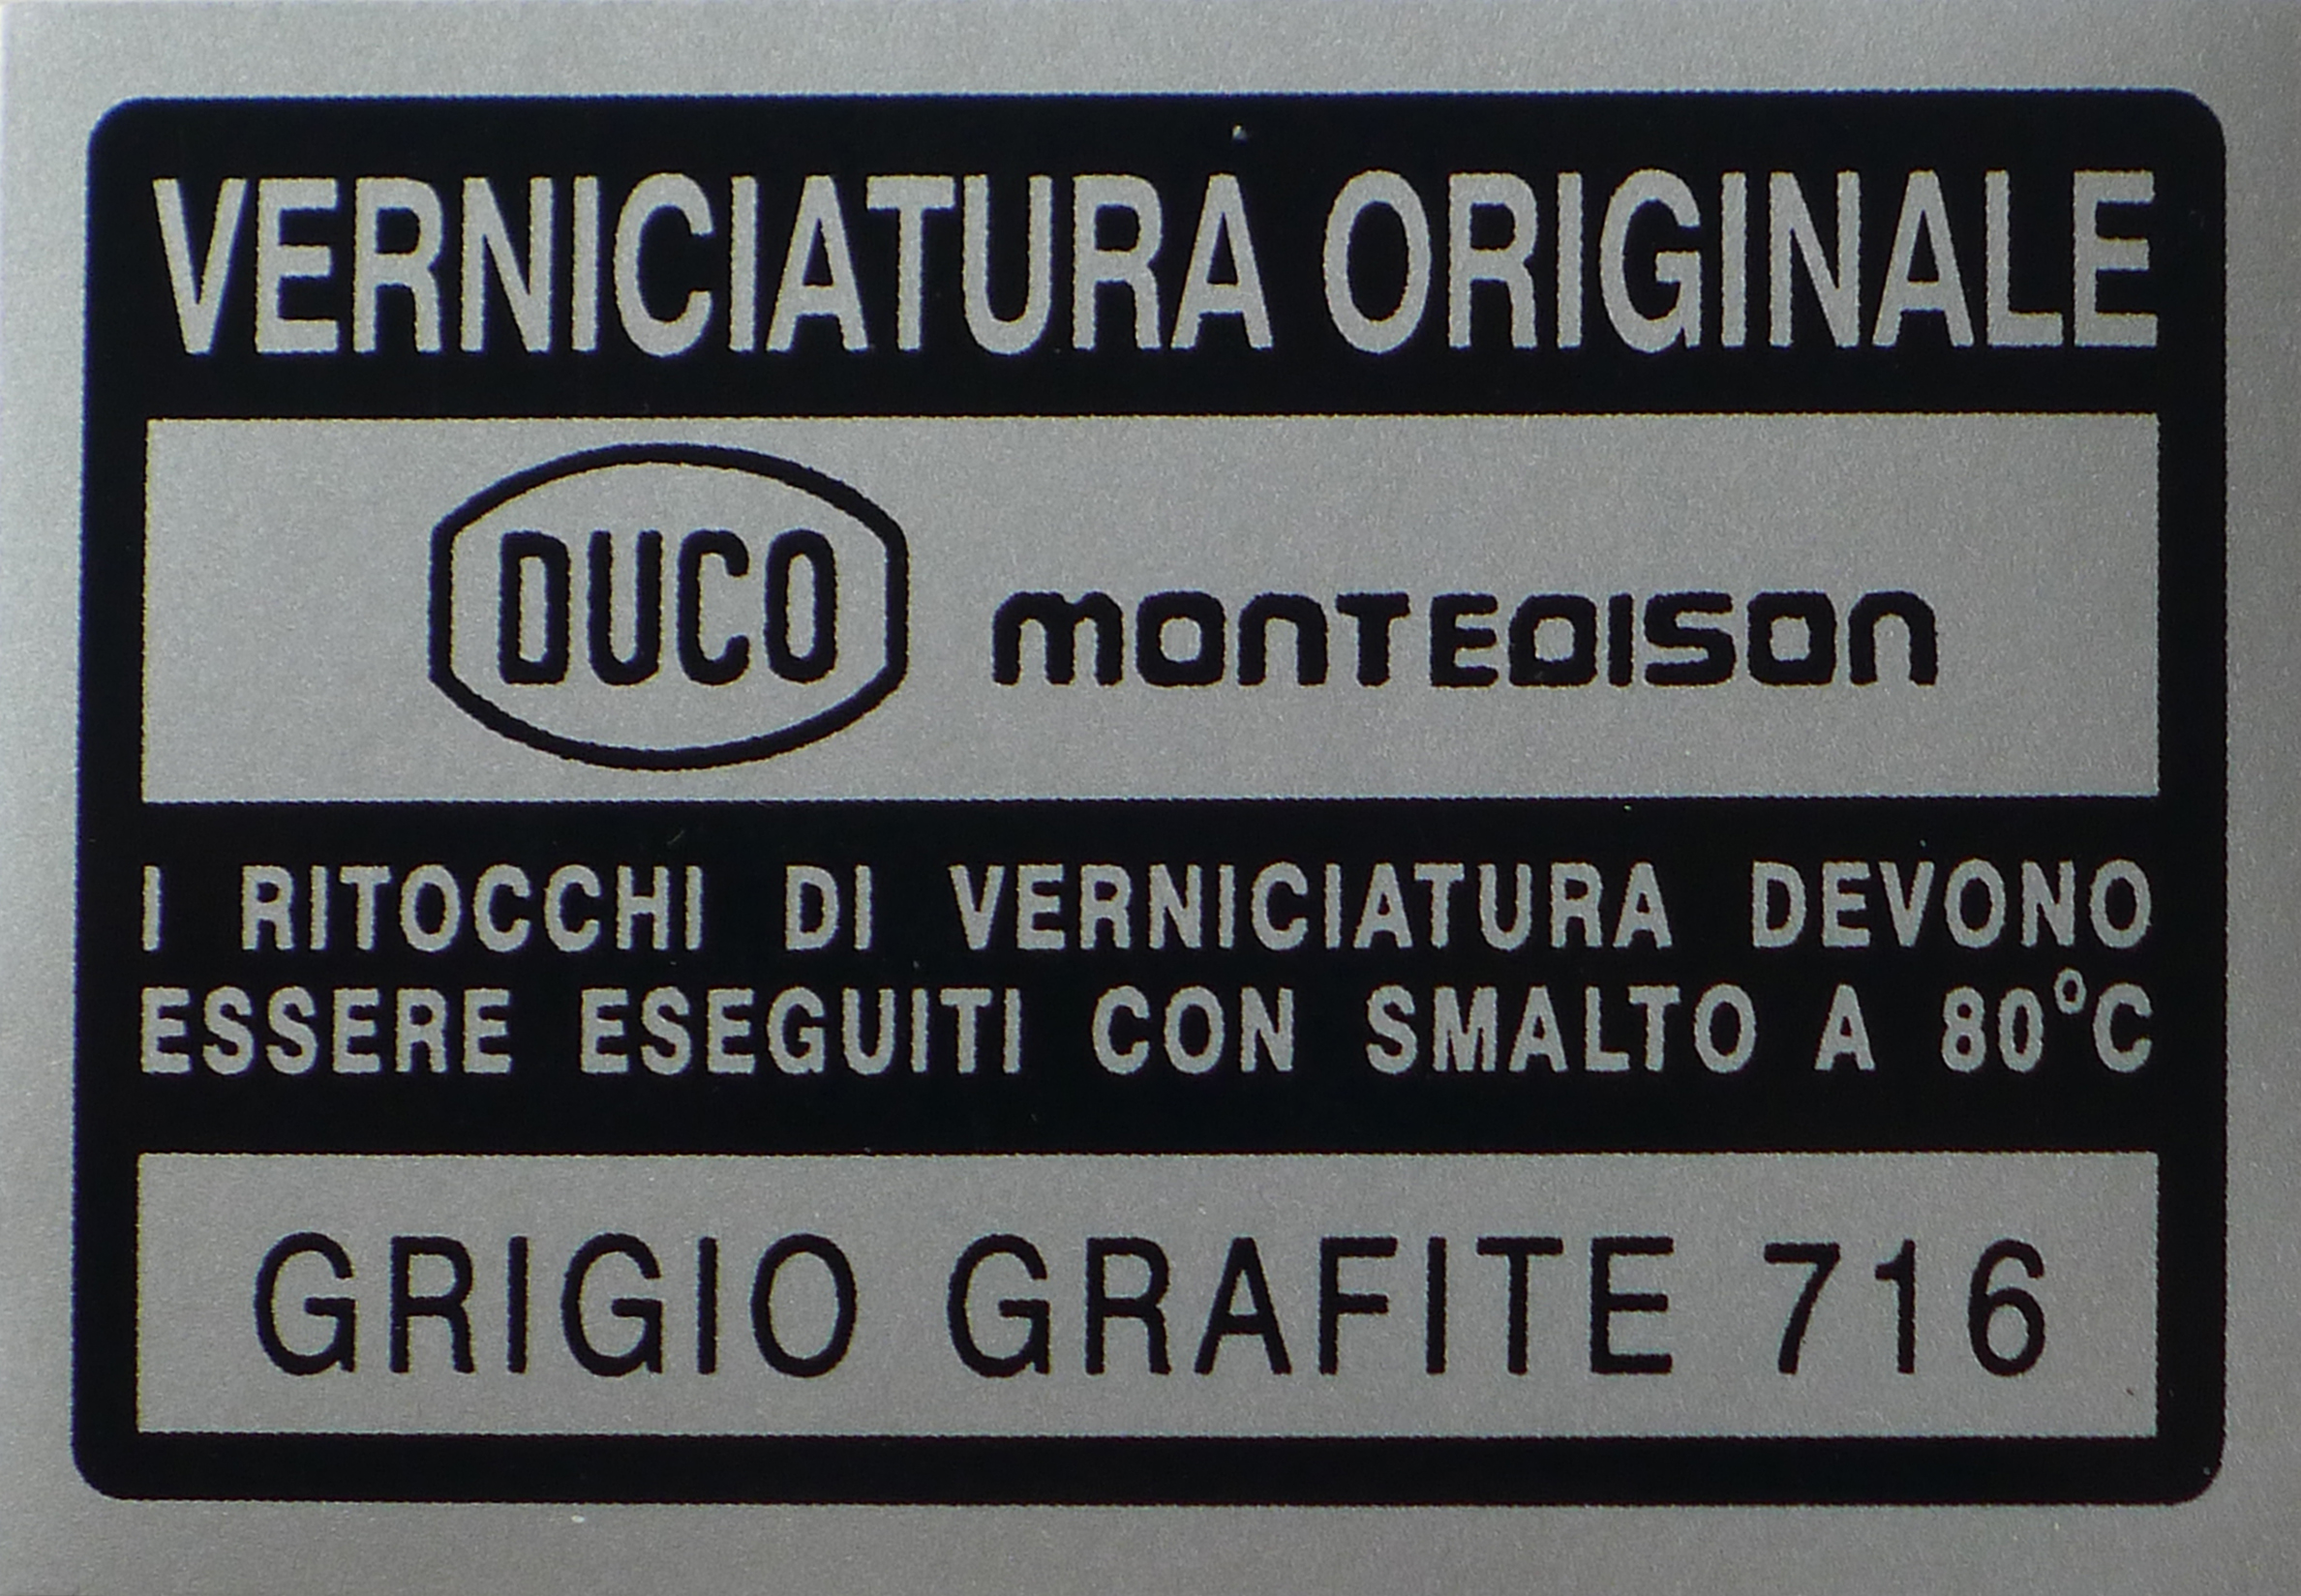 VERNICIATURA ORIGINALE
DUCO MONTEDISON
I RITOCCHI DI VERNICIATURA DEVONO
ESSERE ESEGUITI CON SMALTO A 80°C
GRIGIO GRAFITE 716